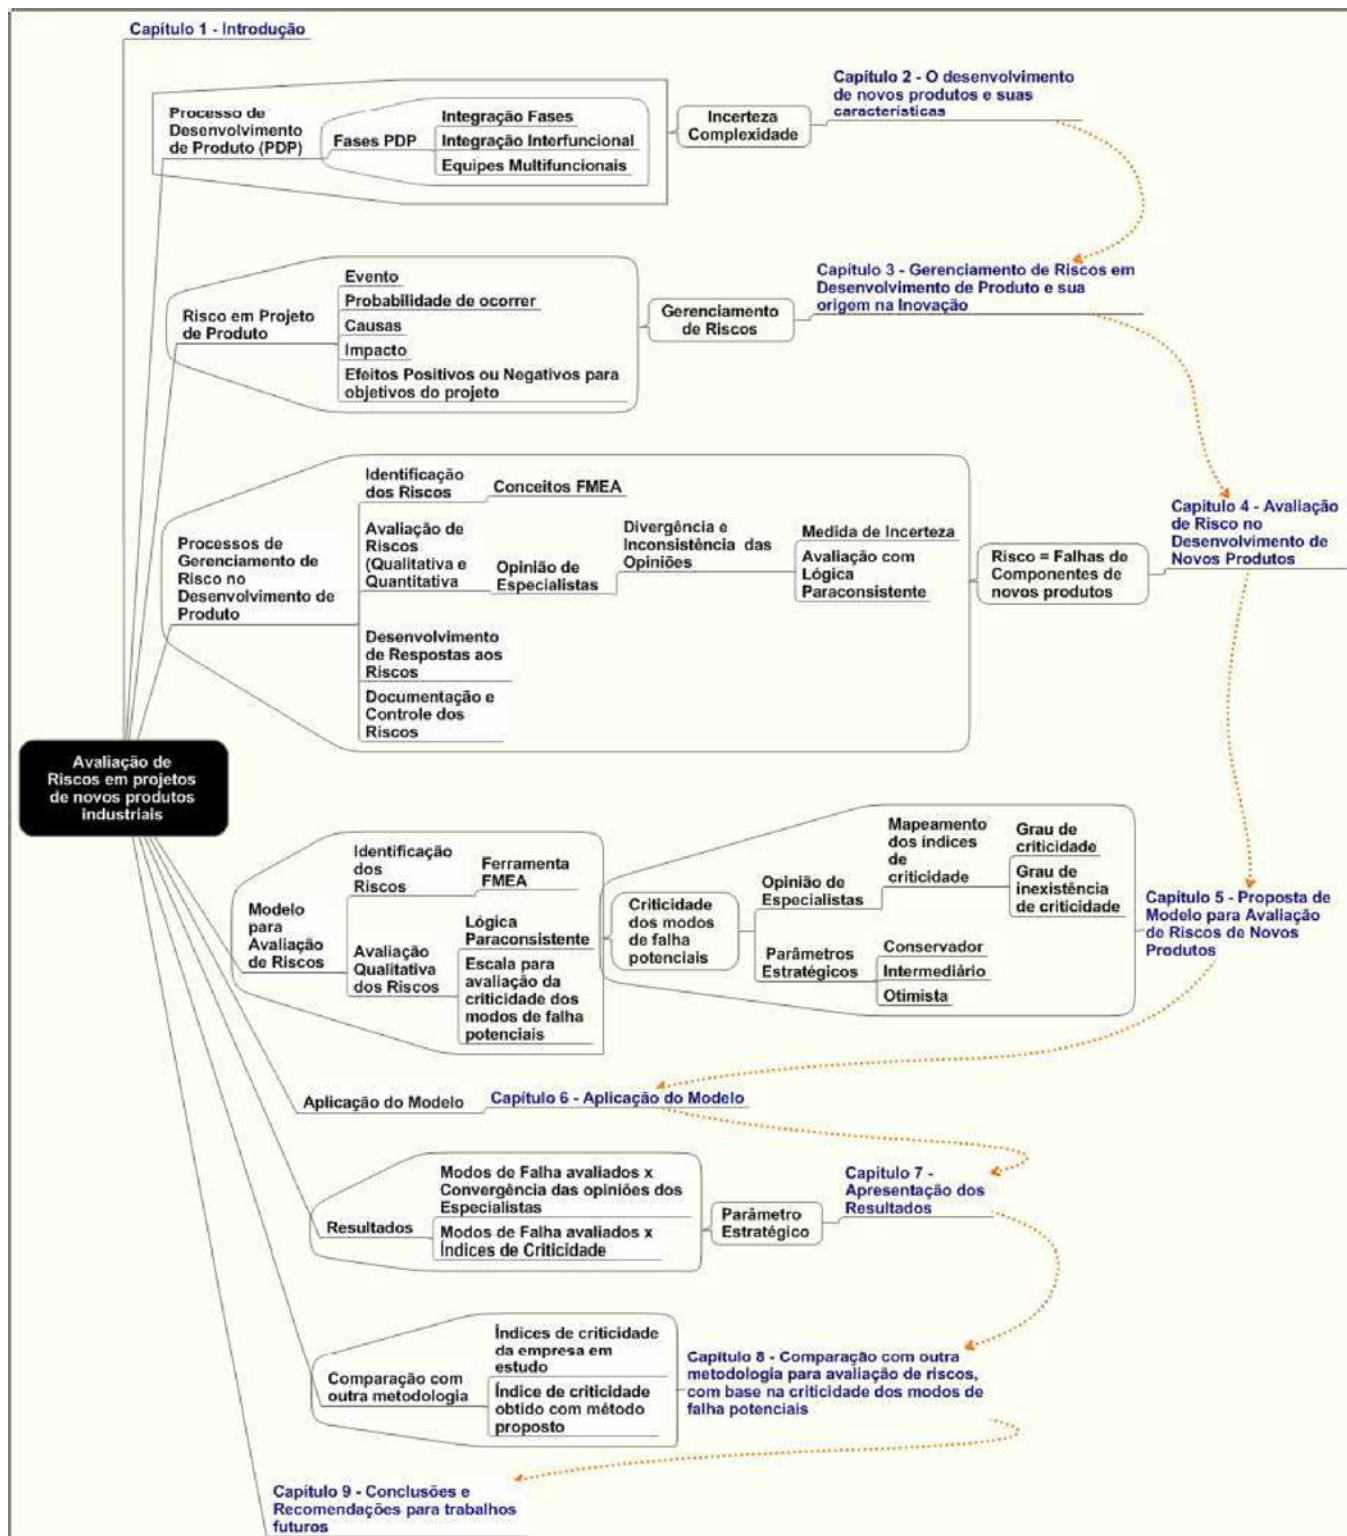 Capítulo 1 - Introdução
Capítulo 2 - O desenvolvimento
de novos produtos e suas
características
Incerteza
Complexidade
Processo de
Desenvolvimento
de Produto (PDP)
Fases PDP
Integração Fases
Integração Interfuncional
Equipes Multifuncionais
Capítulo 3 - Gerenciamento de Riscos em
Desenvolvimento de Produto e sua
origem na Inovação
Gerenciamento
de Riscos
Risco em Projeto
de Produto
Evento
Probabilidade de ocorrer
Causas
Impacto
Efeitos Positivos ou Negativos para
objetivos do projeto
Capítulo 4 - Avaliação
de Risco no
Desenvolvimento de
Novos Produtos
Risco = Falhas de
Componentes de
novos produtos
Processos de
Gerenciamento de
Risco no
Desenvolvimento de
Produto
Identificação
dos Riscos
Conceitos FMEA
Avaliação de
Riscos
(Qualitativa e
Quantitativa
Opinião de
Especialistas
Divergência e
Inconsistência das
Opiniões
Medida de Incerteza
Avaliação com
Lógica
Paraconsistente
Desenvolvimento
de Respostas aos
Riscos
Documentação e
Controle dos
Riscos
Avaliação de
Riscos em projetos
de novos produtos
industriais
Modelo
para
Avaliação
de Riscos
Identificação
dos
Riscos
Ferramenta
FMEA
Avaliação
Qualitativa
dos Riscos
Lógica
Paraconsistente
Escala para
avaliação da
criticidade dos
modos de falha
potenciais
Criticidade
dos modos
de falha
potenciais
Opinião de
Especialistas
Mapeamento
dos índices
de
criticidade
Grau de
criticidade
Grau de
inexistência
de criticidade
Parâmetros
Estratégicos
Conservador
Intermediário
Otimista
Capítulo 5 - Proposta de
Modelo para Avaliação
de Riscos de Novos
Produtos
Aplicação do Modelo
Capítulo 6 - Aplicação do Modelo
Resultados
Modos de Falha avaliados x
Convergência das opiniões dos
Especialistas
Modos de Falha avaliados x
Índices de Criticidade
Parâmetro
Estratégico
Capítulo 7 -
Apresentação dos
Resultados
Comparação com
outra metodologia
Índices de criticidade
da empresa em
estudo
Índice de criticidade
obtido com método
proposto
Capítulo 8 - Comparação com outra
metodologia para avaliação de riscos,
com base na criticidade dos modos de
falha potenciais
Capítulo 9 - Conclusões e
Recomendações para trabalhos
futuros